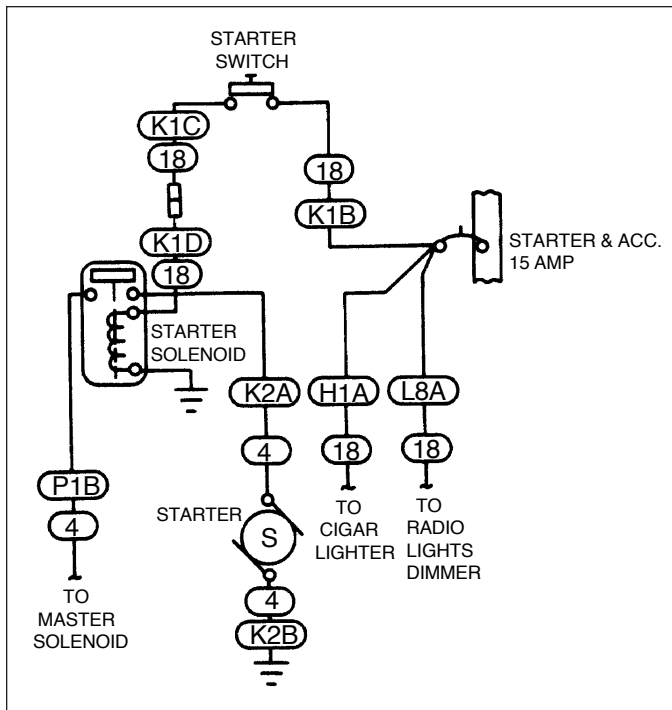 STARTER
SWITCH
K1C
18
18
K1B
K1D
18
STARTER & ACC.
15 AMP
STARTER
SOLENOID
K2A
H1A
L8A
4
18
18
P1B
4
STARTER
S
TO
CIGAR
LIGHTER
TO
RADIO
LIGHTS
DIMMER
TO
MASTER
SOLENOID
4
K2B